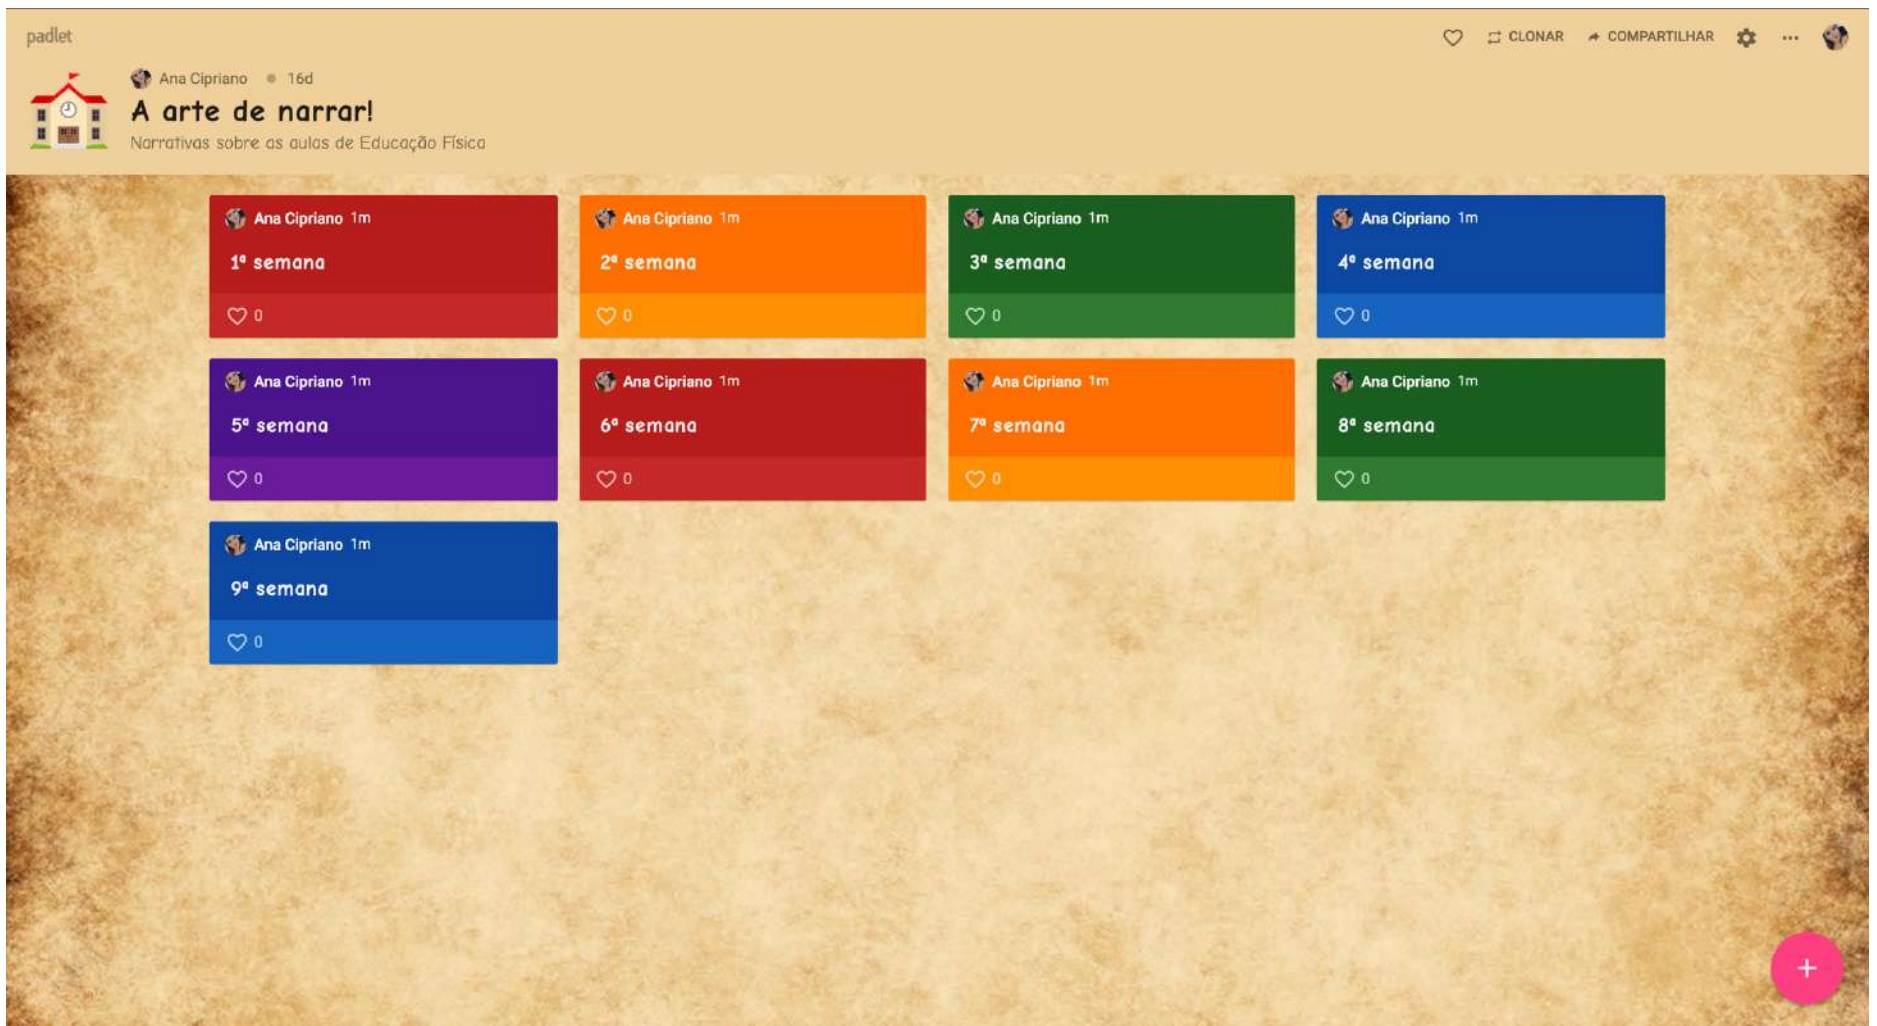 padlet
CLONAR
COMPARTILHAR
Ana Cipriano 16d
A arte de narrar!
Narrativas sobre as aulas de Educação Física
Ana Cipriano 1m
1ª semana
0
Ana Cipriano 1m
2ª semana
0
Ana Cipriano 1m
3ª semana
0
Ana Cipriano 1m
4ª semana
0
Ana Cipriano 1m
5ª semana
0
Ana Cipriano 1m
6ª semana
0
Ana Cipriano 1m
7ª semana
0
Ana Cipriano 1m
8ª semana
0
Ana Cipriano 1m
9ª semana
0